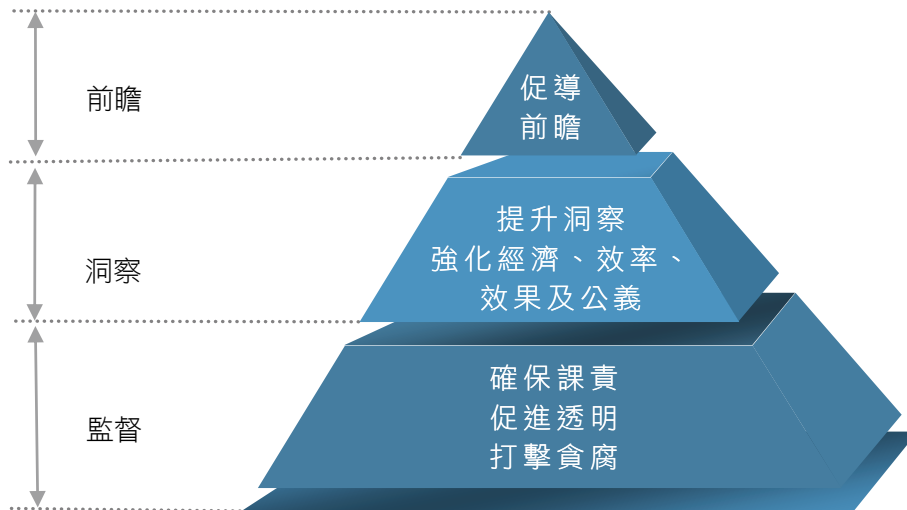 前瞻
促導
前瞻
洞察
提升洞察
強化經濟、效率、
效果及公義
監督
確保課責
促進透明
打擊貪腐